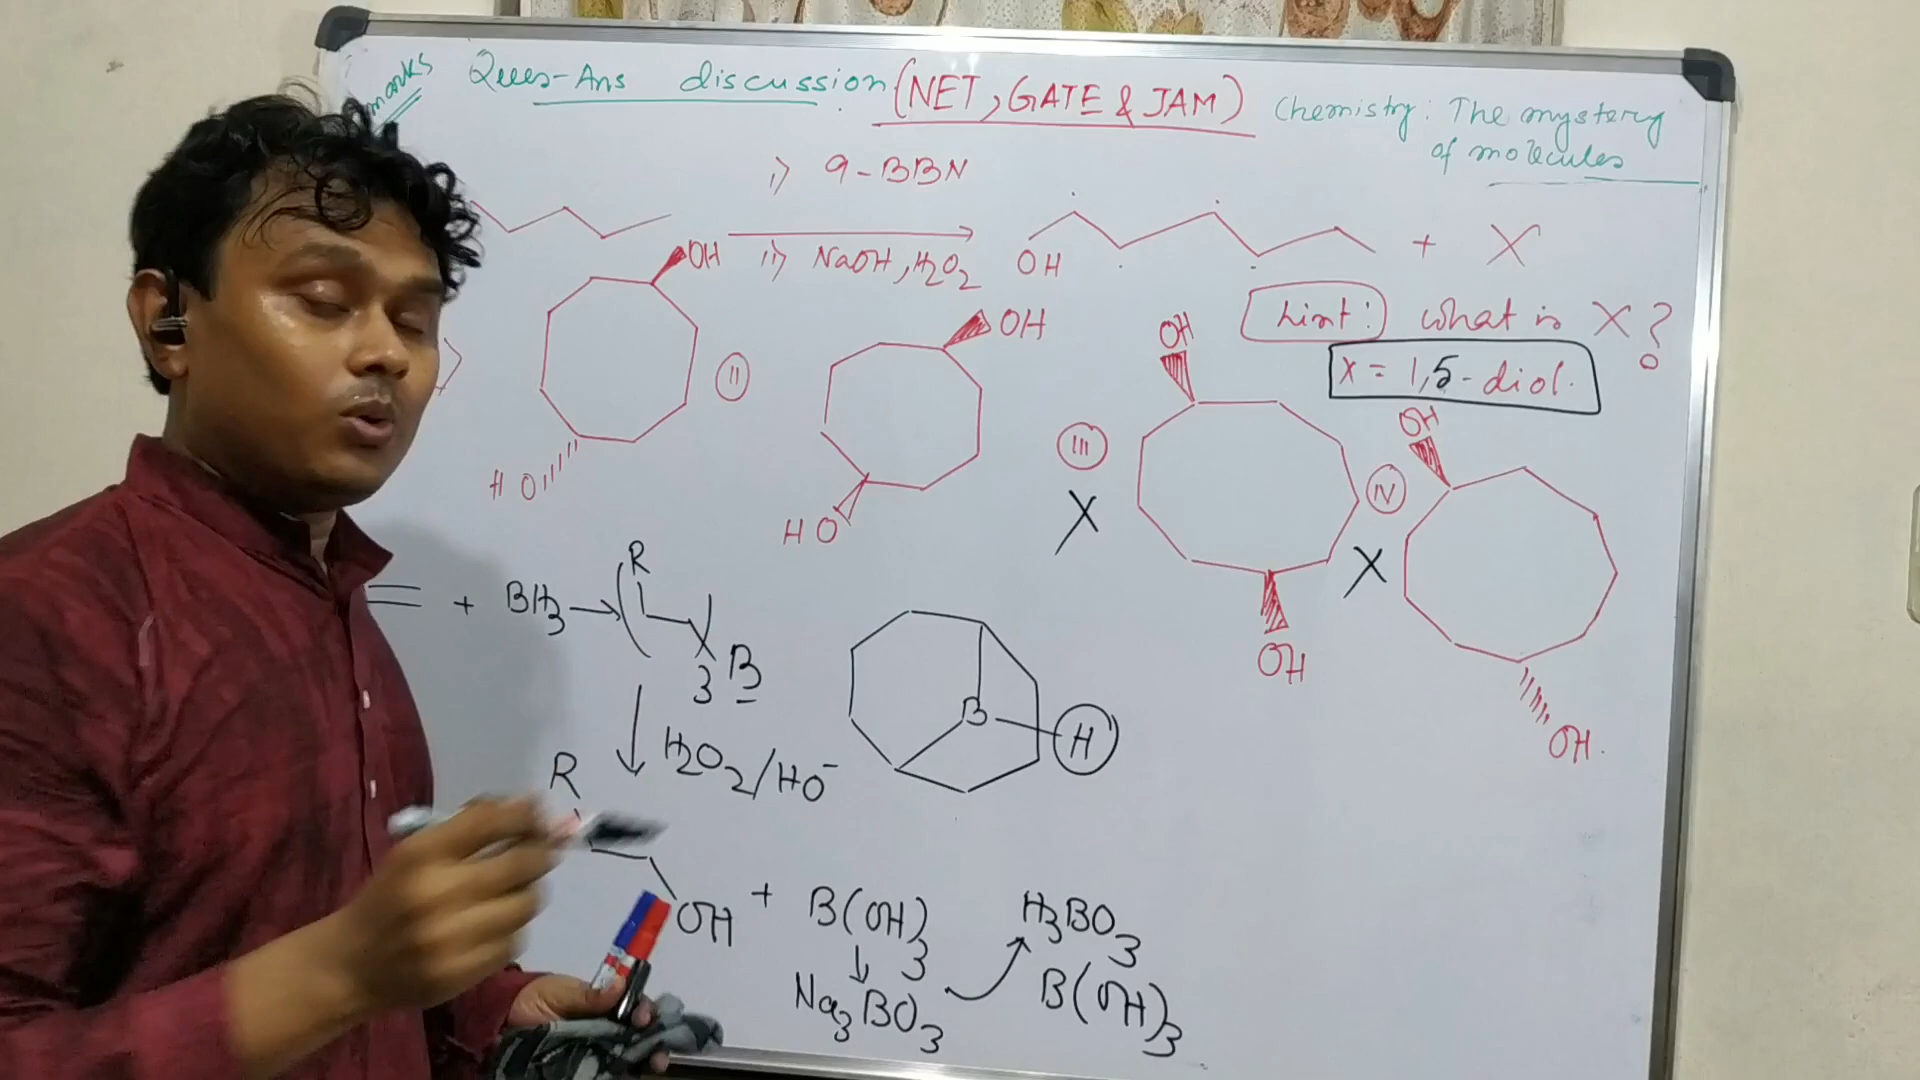 marks
Ques-Ans discussion (NET, GATE & JAM)
Chemistry: The mystery
of molecules
i) 9-BBN
ii) NaOH, H2O2
OH
+ X
hint: what is X?
X = 1,5-diol.
OH
HO
II
OH
HO
III
X
OH
OH
IV
X
OH
OH.
+ BH3 → (R
)3 B
H2O2/HO-
B—H
R
OH + B(OH)3
Na3BO3
H3BO3
B(OH)3